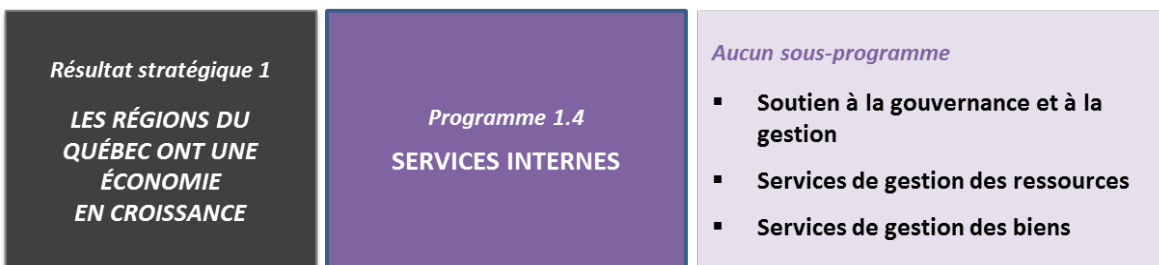 Résultat stratégique 1
LES RÉGIONS DU
QUÉBEC ONT UNE
ÉCONOMIE
EN CROISSANCE
Programme 1.4
SERVICES INTERNES
Aucun sous-programme
▪ Soutien à la gouvernance et à la
gestion
▪ Services de gestion des ressources
▪ Services de gestion des biens